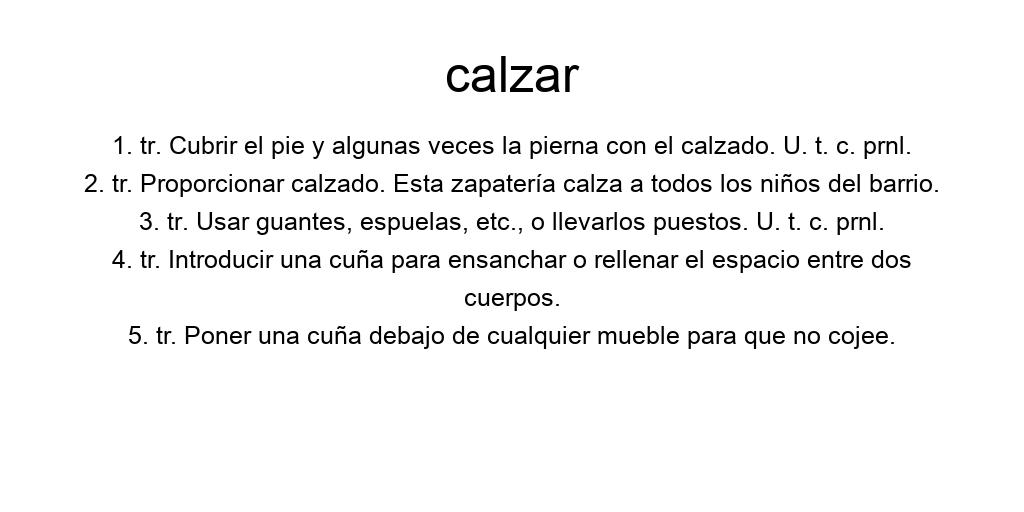 calzar
1. tr. Cubrir el pie y algunas veces la pierna con el calzado. U. t. c. prnl.
2. tr. Proporcionar calzado. Esta zapatería calza a todos los niños del barrio.
3. tr. Usar guantes, espuelas, etc., o llevarlos puestos. U. t. c. prnl.
4. tr. Introducir una cuña para ensanchar o rellenar el espacio entre dos
cuerpos.
5. tr. Poner una cuña debajo de cualquier mueble para que no cojee.